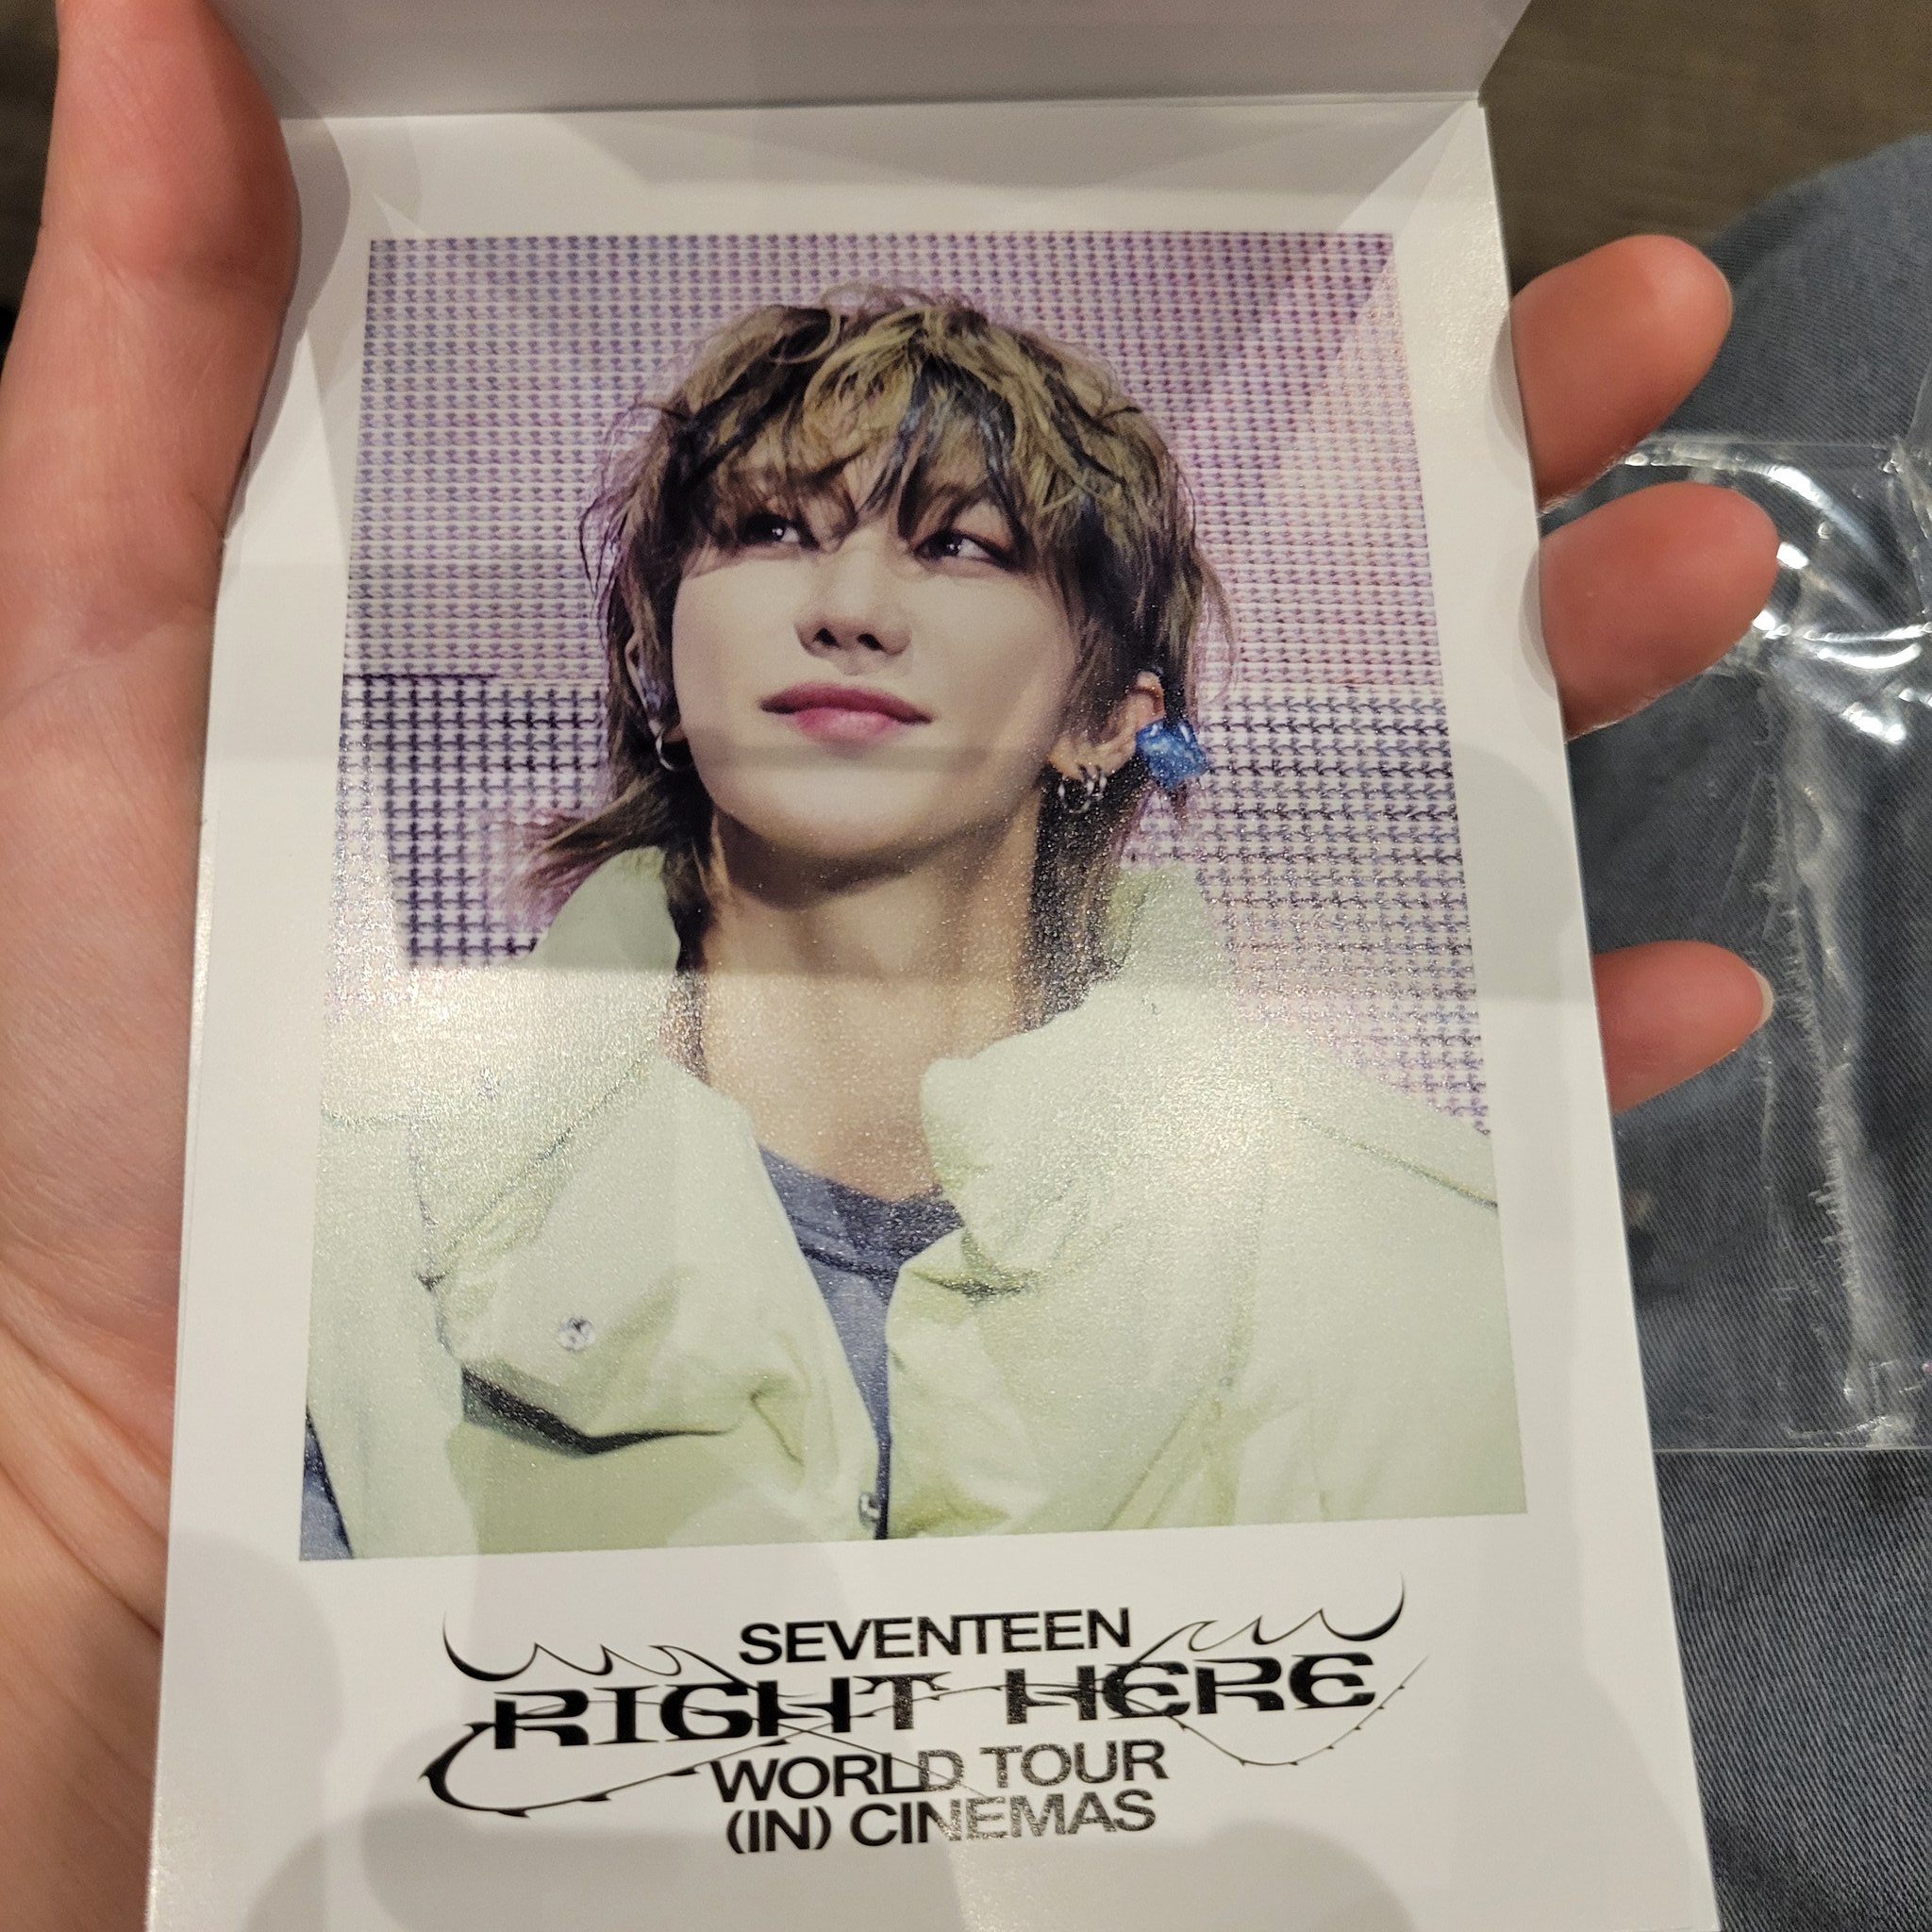 SEVENTEEN
RIGHT HERE
WORLD TOUR
(IN) CINEMAS